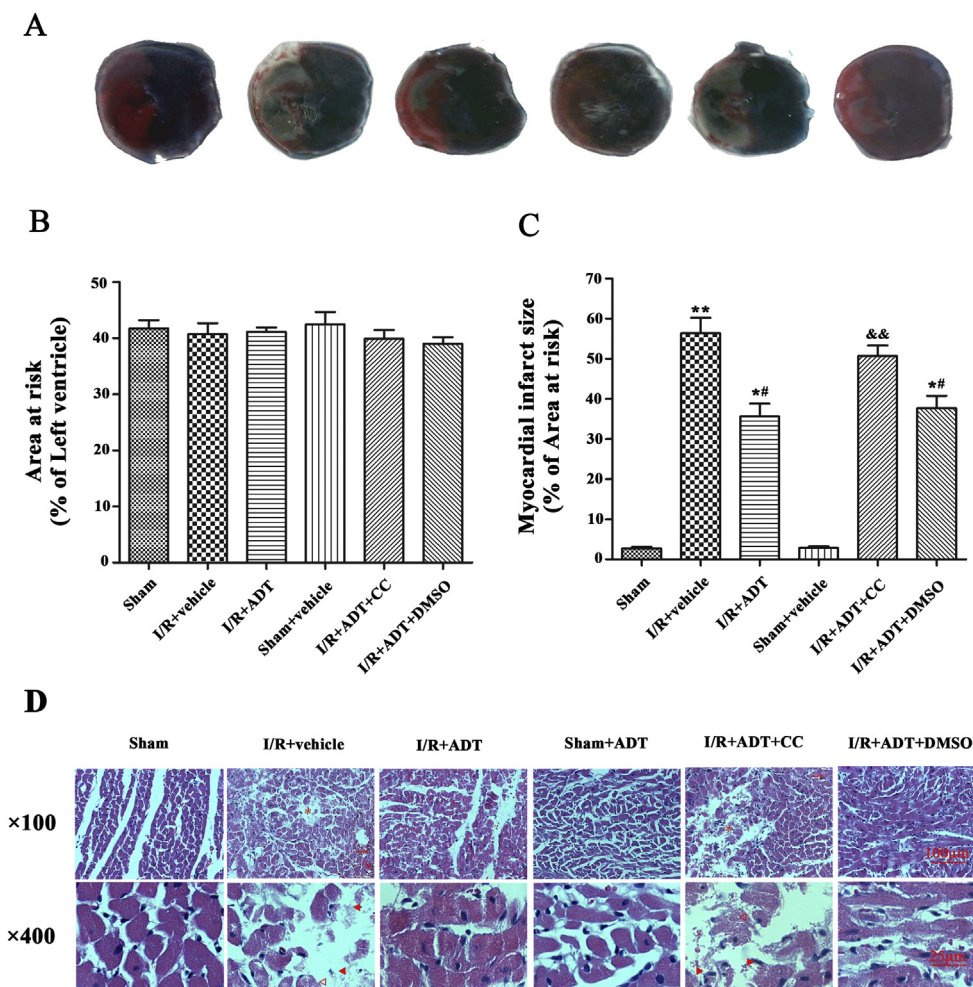 A
B
Area at risk
(% of Left ventricle)
50
40
30
20
10
0
Sham
I/R+vehicle
I/R+ADT
Sham+vehicle
I/R+ADT+CC
I/R+ADT+DMSO
C
Myocardial infarct size
(% of Area at risk)
70
60
50
40
30
20
10
0
**
*#
&&
*#
Sham
I/R+vehicle
I/R+ADT
Sham+vehicle
I/R+ADT+CC
I/R+ADT+DMSO
D
Sham I/R+vehicle I/R+ADT Sham+ADT I/R+ADT+CC I/R+ADT+DMSO
×100
100μm
×400
25μm